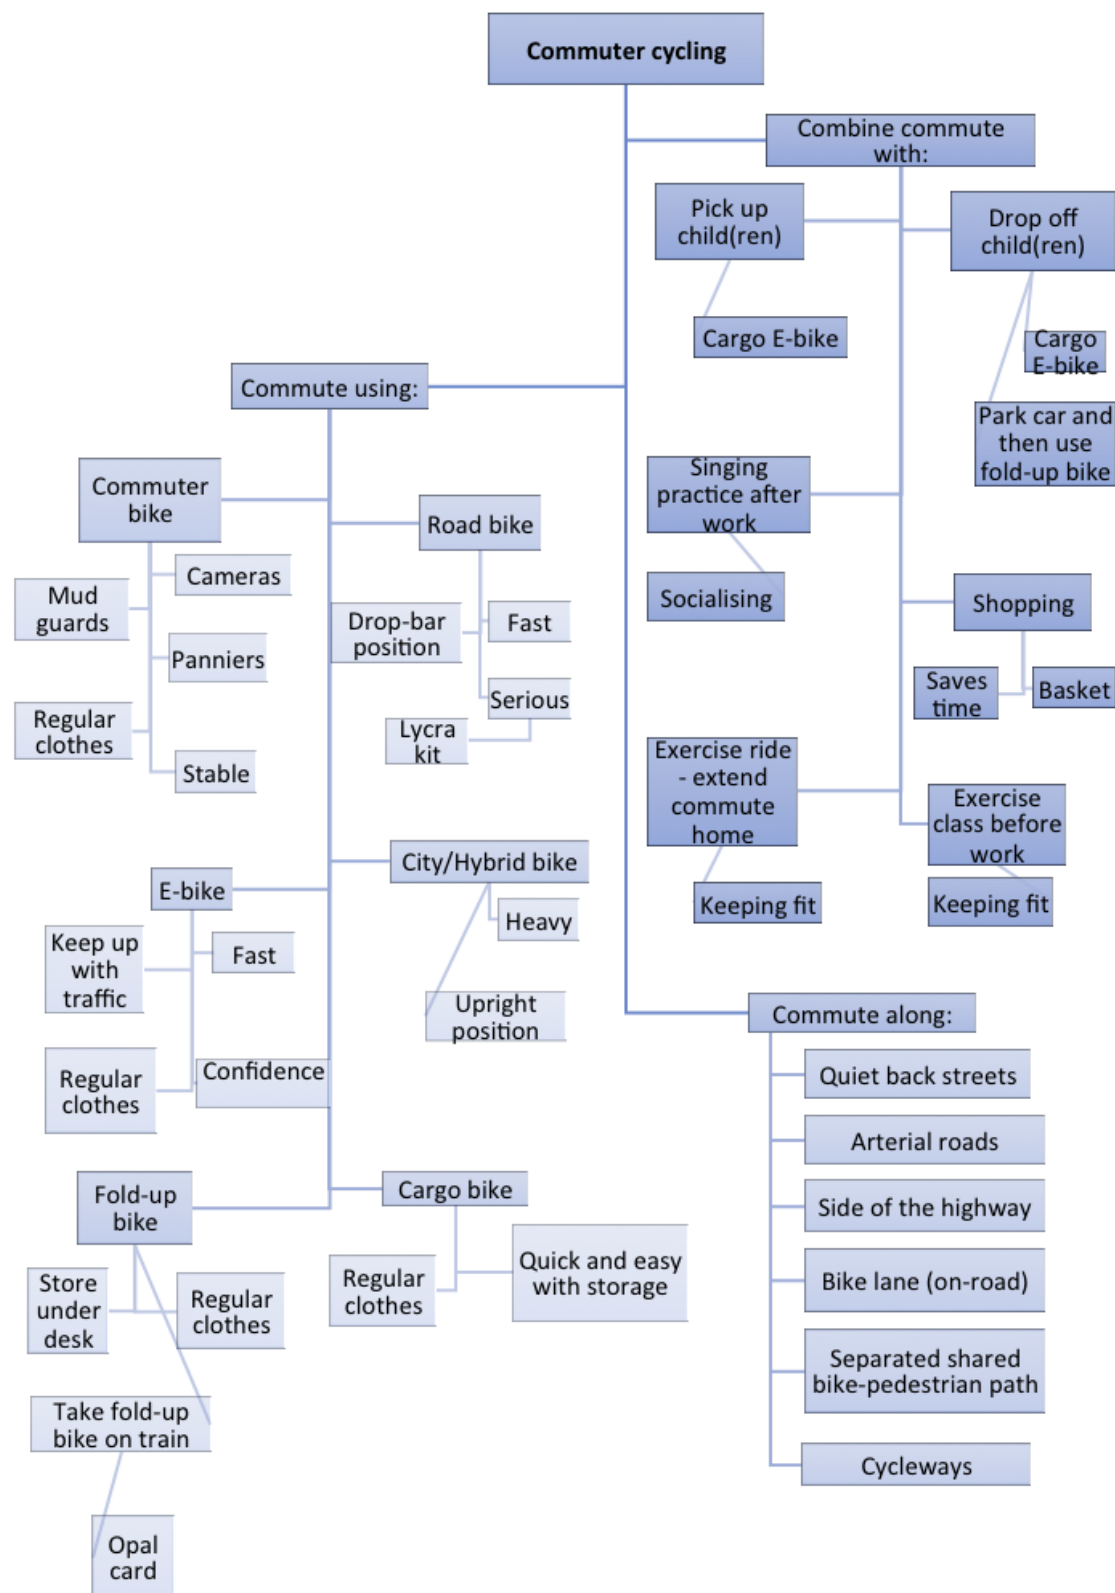 Commuter cycling
Combine commute
with:
Pick up
child(ren)
Drop off
child(ren)
Cargo E-bike
Cargo
E-bike
Park car and
then use
fold-up bike
Singing
practice after
work
Socialising
Shopping
Saves
time
Basket
Exercise ride
- extend
commute
home
Keeping fit
Exercise
class before
work
Keeping fit
Commute using:
Commuter
bike
Cameras
Mud
guards
Panniers
Regular
clothes
Stable
Road bike
Drop-bar
position
Fast
Serious
Lycra
kit
E-bike
Keep up
with
traffic
Fast
Regular
clothes
Confidence
City/Hybrid bike
Heavy
Upright
position
Fold-up
bike
Store
under
desk
Regular
clothes
Take fold-up
bike on train
Opal
card
Cargo bike
Regular
clothes
Quick and easy
with storage
Commute along:
Quiet back streets
Arterial roads
Side of the highway
Bike lane (on-road)
Separated shared
bike-pedestrian path
Cycleways